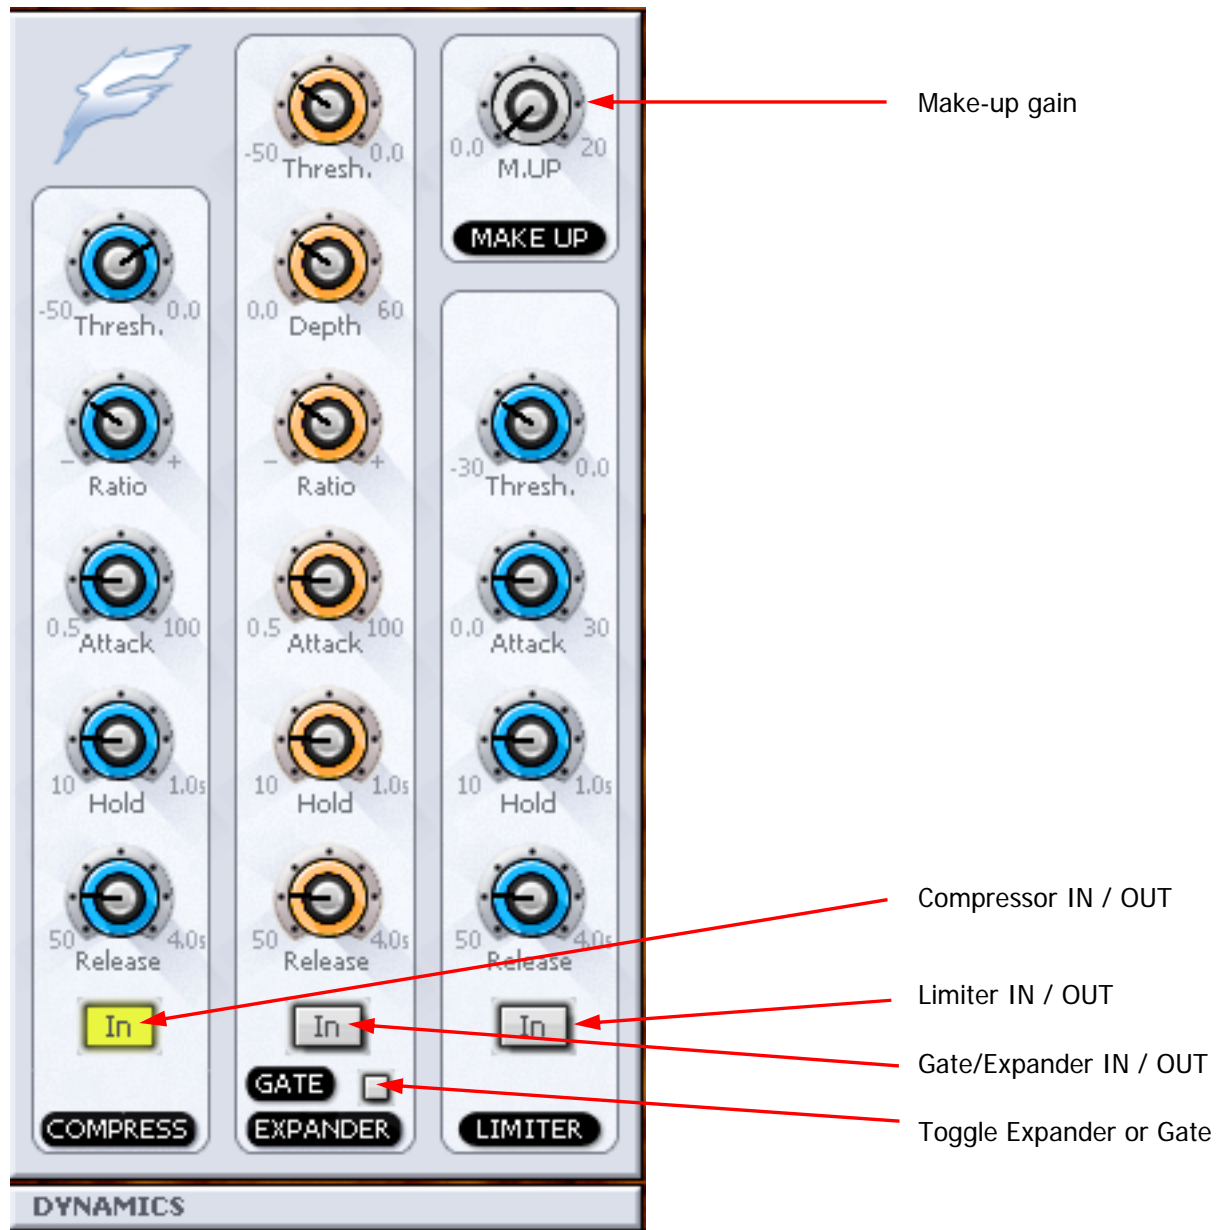 -50 0.0
Thresh.
0.0 20
M.UP
MAKE UP
Make-up gain
-50 0.0
Thresh.
0.0 60
Depth
- +
Ratio
- +
Ratio
-30 0.0
Thresh.
0.5 100
Attack
0.5 100
Attack
0.0 30
Attack
10 1.0s
Hold
10 1.0s
Hold
10 1.0s
Hold
50 4.0s
Release
50 4.0s
Release
50 4.0s
Release
Compressor IN / OUT
In
In
In
Limiter IN / OUT
Gate/Expander IN / OUT
GATE
COMPRESS
EXPANDER
LIMITER
Toggle Expander or Gate
DYNAMICS